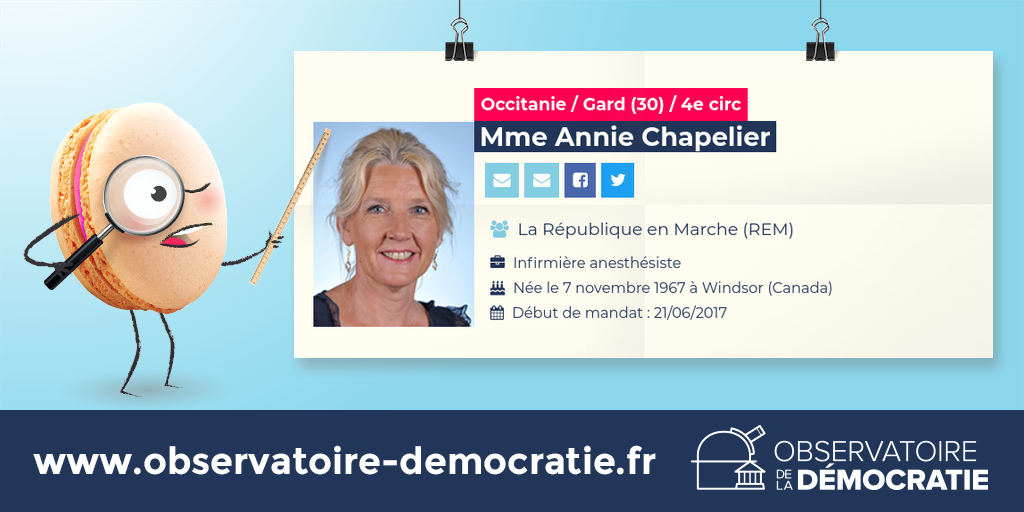 Occitanie / Gard (30) / 4e circ
Mme Annie Chapelier
La République en Marche (REM)
Infirmière anesthésiste
Née le 7 novembre 1967 à Windsor (Canada)
Début de mandat : 21/06/2017
www.observatoire-democratie.fr
OBSERVATOIRE
DE LA DÉMOCRATIE